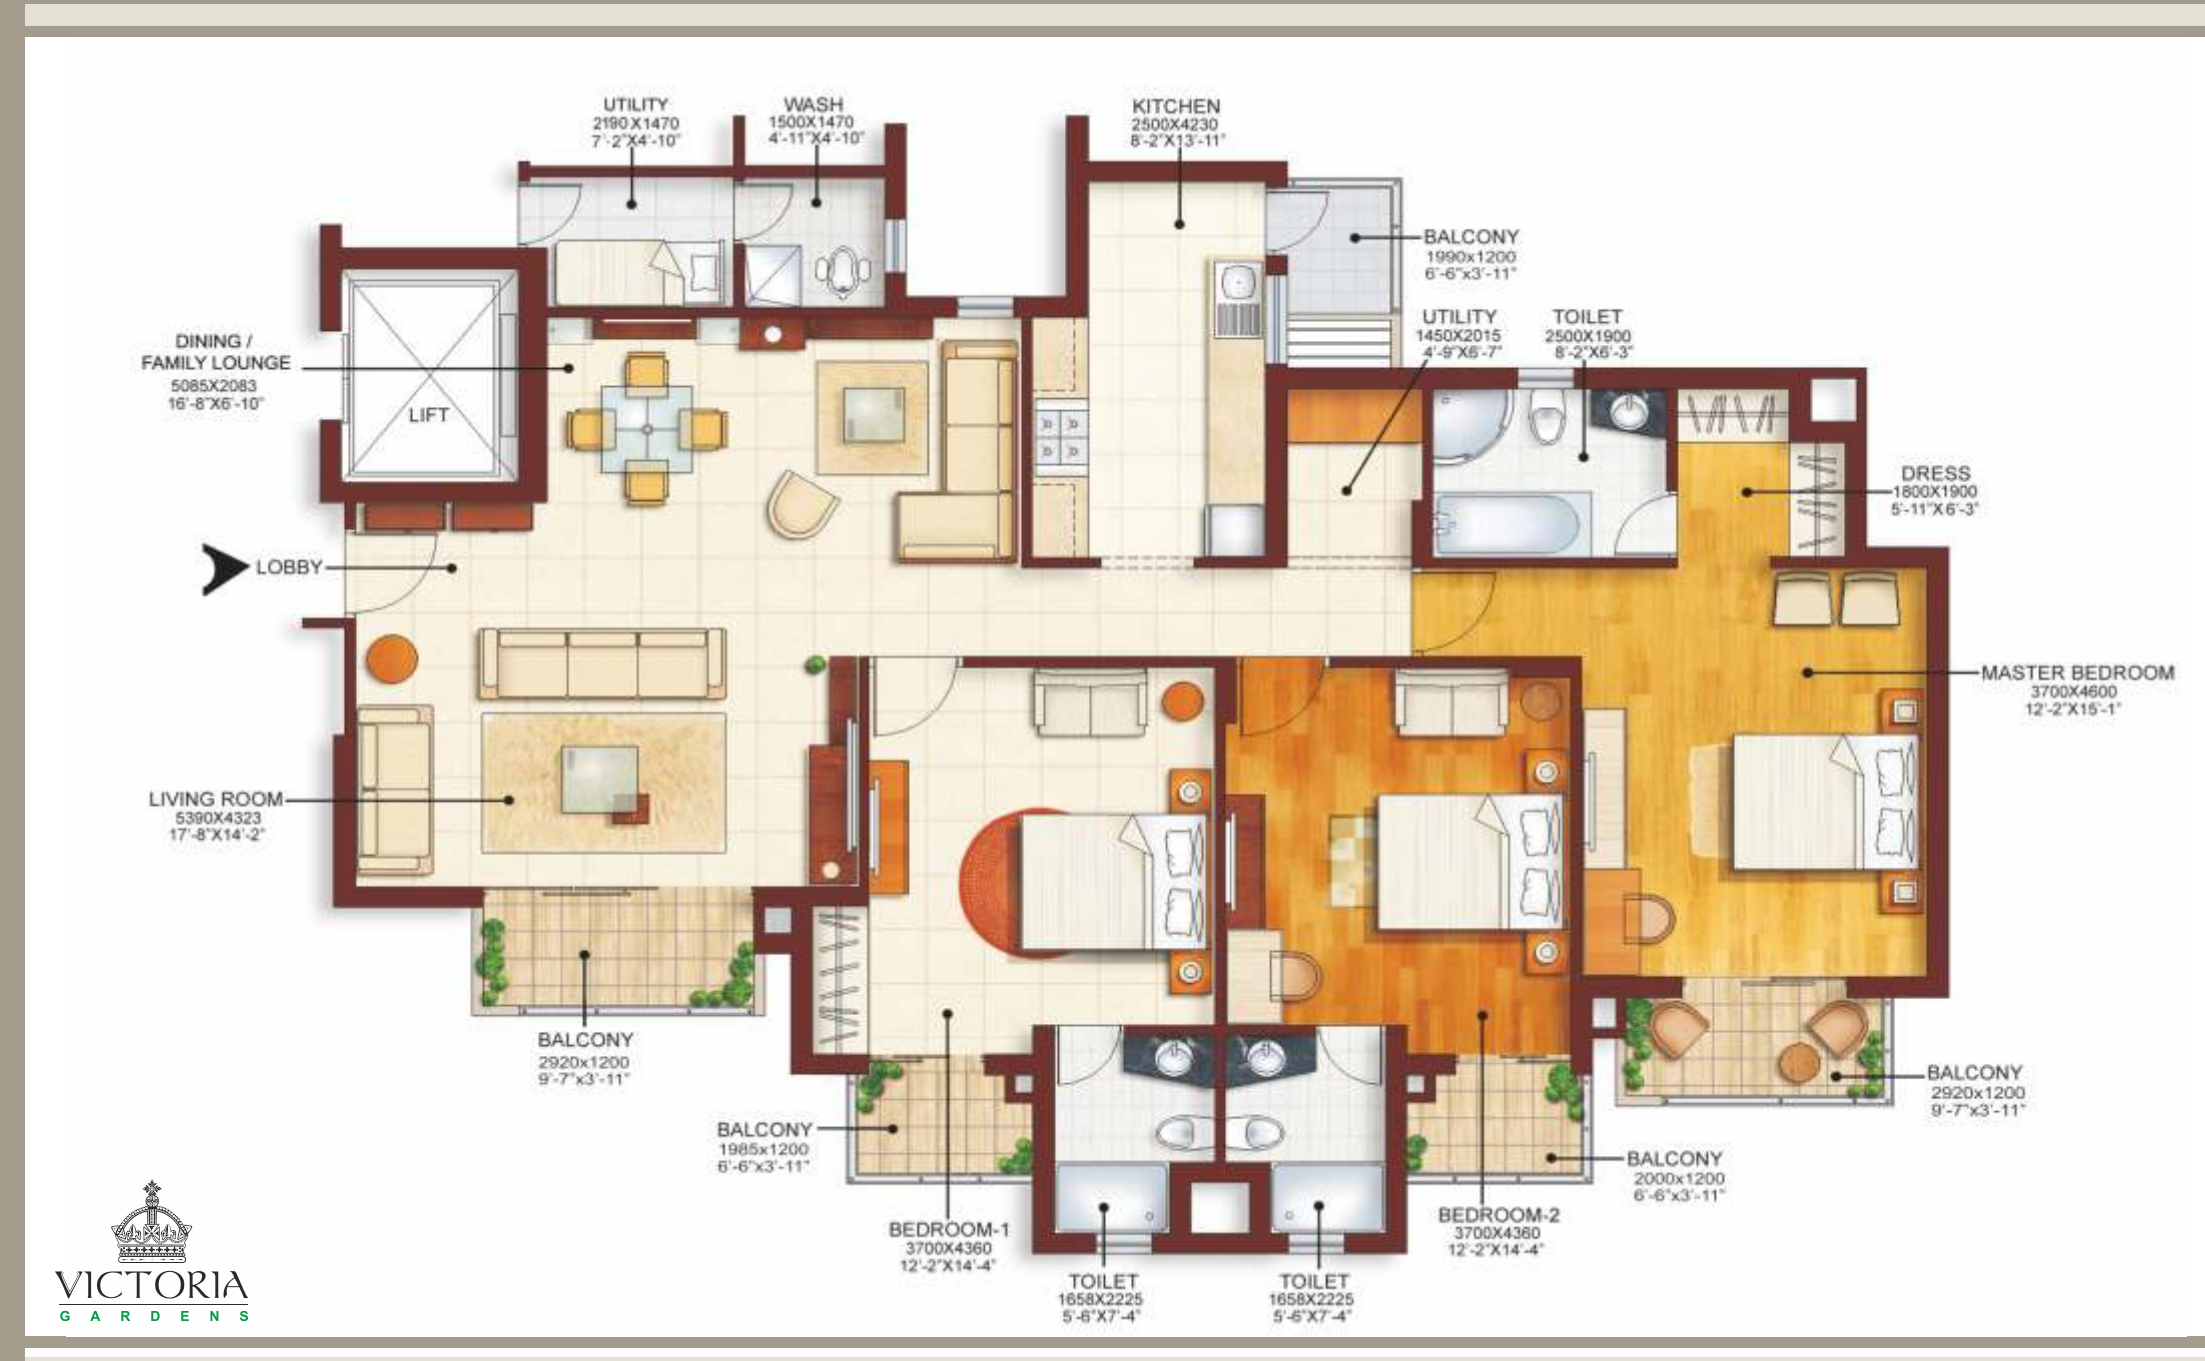 UTILITY
2190X1470
7'-2"X4'-10"
WASH
1500X1470
4'-11"X4'-10"
KITCHEN
2500X4230
8'-2"X13'-11"
BALCONY
1990x1200
6'-6"x3'-11"
UTILITY
1450X2015
4'-9"X6'-7"
TOILET
2500X1900
8'-2"X6'-3"
DINING /
FAMILY LOUNGE
5085X2083
16'-8"X6'-10"
LIFT
DRESS
1800X1900
5'-11"X6'-3"
LOBBY
MASTER BEDROOM
3700X4600
12'-2"X15'-1"
LIVING ROOM
5390X4323
17'-8"X14'-2"
BALCONY
2920x1200
9'-7"x3'-11"
BALCONY
2920x1200
9'-7"x3'-11"
BALCONY
1985x1200
6'-6"x3'-11"
BALCONY
2000x1200
6'-6"x3'-11"
BEDROOM-1
3700X4360
12'-2"X14'-4"
BEDROOM-2
3700X4360
12'-2"X14'-4"
TOILET
1658X2225
5'-6"X7'-4"
TOILET
1658X2225
5'-6"X7'-4"
VICTORIA
GARDENS